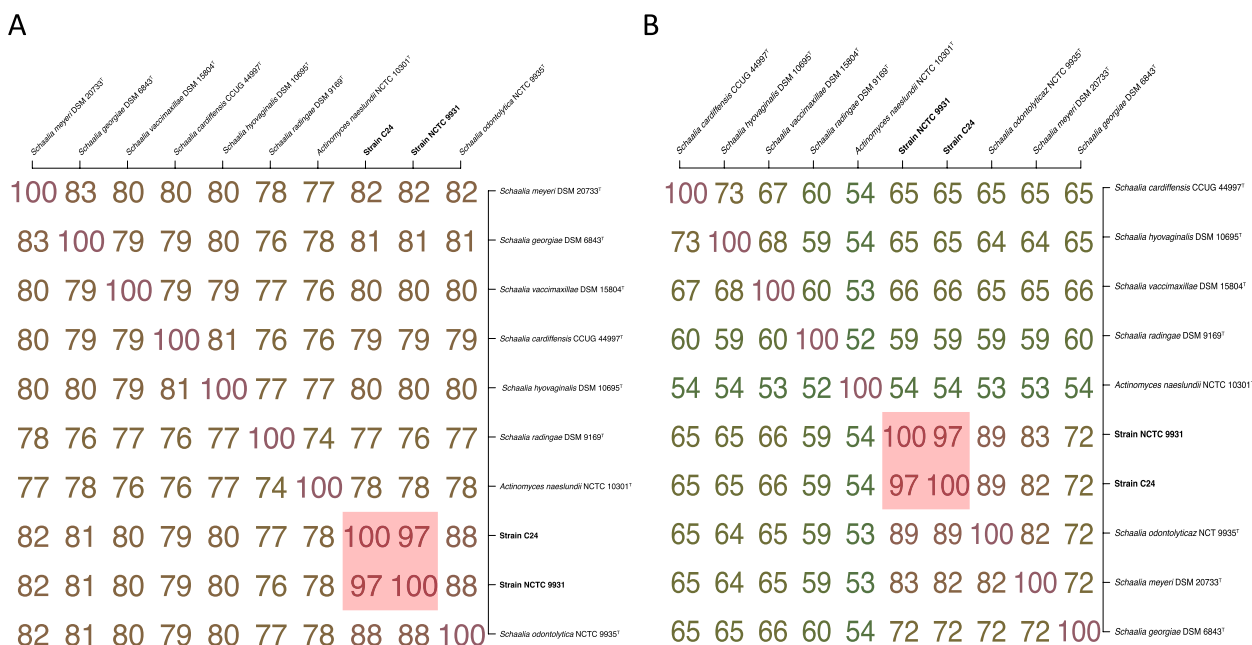 A
Schaalia meyeri DSM 20733ᵀ
Schaalia georgiae DSM 6843ᵀ
Schaalia vaccimaxillae DSM 15804ᵀ
Schaalia cardiffensis CCUG 44997ᵀ
Schaalia hyovaginalis DSM 10695ᵀ
Schaalia radingae DSM 9169ᵀ
Actinomyces naeslundii NCTC 10301ᵀ
Strain C24
Strain NCTC 9931
Schaalia odontolytica NCTC 9935ᵀ
100 83 80 80 80 78 77 82 82 82 Schaalia meyeri DSM 20733ᵀ
83 100 79 79 80 76 78 81 81 81 Schaalia georgiae DSM 6843ᵀ
80 79 100 79 79 77 76 80 80 80 Schaalia vaccimaxillae DSM 15804ᵀ
80 79 79 100 81 76 76 79 79 79 Schaalia cardiffensis CCUG 44997ᵀ
80 80 79 81 100 77 77 80 80 80 Schaalia hyovaginalis DSM 10695ᵀ
78 76 77 76 77 100 74 77 76 77 Schaalia radingae DSM 9169ᵀ
77 78 76 76 77 74 100 78 78 78 Actinomyces naeslundii NCTC 10301ᵀ
82 81 80 79 80 77 78 100 97 88 Strain C24
82 81 80 79 80 76 78 97 100 88 Strain NCTC 9931
82 81 80 79 80 77 78 88 88 100 Schaalia odontolytica NCTC 9935ᵀ
B
Schaalia cardiffensis CCUG 44997ᵀ
Schaalia hyovaginalis DSM 10695ᵀ
Schaalia vaccimaxillae DSM 15804ᵀ
Schaalia radingae DSM 9169ᵀ
Actinomyces naeslundii NCTC 10301ᵀ
Strain NCTC 9931
Strain C24
Schaalia odontolyticaz NCTC 9935ᵀ
Schaalia meyeri DSM 20733ᵀ
Schaalia georgiae DSM 6843ᵀ
100 73 67 60 54 65 65 65 65 65 Schaalia cardiffensis CCUG 44997ᵀ
73 100 68 59 54 65 65 64 64 65 Schaalia hyovaginalis DSM 10695ᵀ
67 68 100 60 53 66 66 65 65 66 Schaalia vaccimaxillae DSM 15804ᵀ
60 59 60 100 52 59 59 59 59 60 Schaalia radingae DSM 9169ᵀ
54 54 53 52 100 54 54 53 53 54 Actinomyces naeslundii NCTC 10301
65 65 66 59 54 100 97 89 83 72 Strain NCTC 9931
65 65 66 59 54 97 100 89 82 72 Strain C24
65 64 65 59 53 89 89 100 82 72 Schaalia odontolyticaz NCT 9935ᵀ
65 64 65 59 53 83 82 82 100 72 Schaalia meyeri DSM 20733ᵀ
65 65 66 60 54 72 72 72 72 100 Schaalia georgiae DSM 6843ᵀ